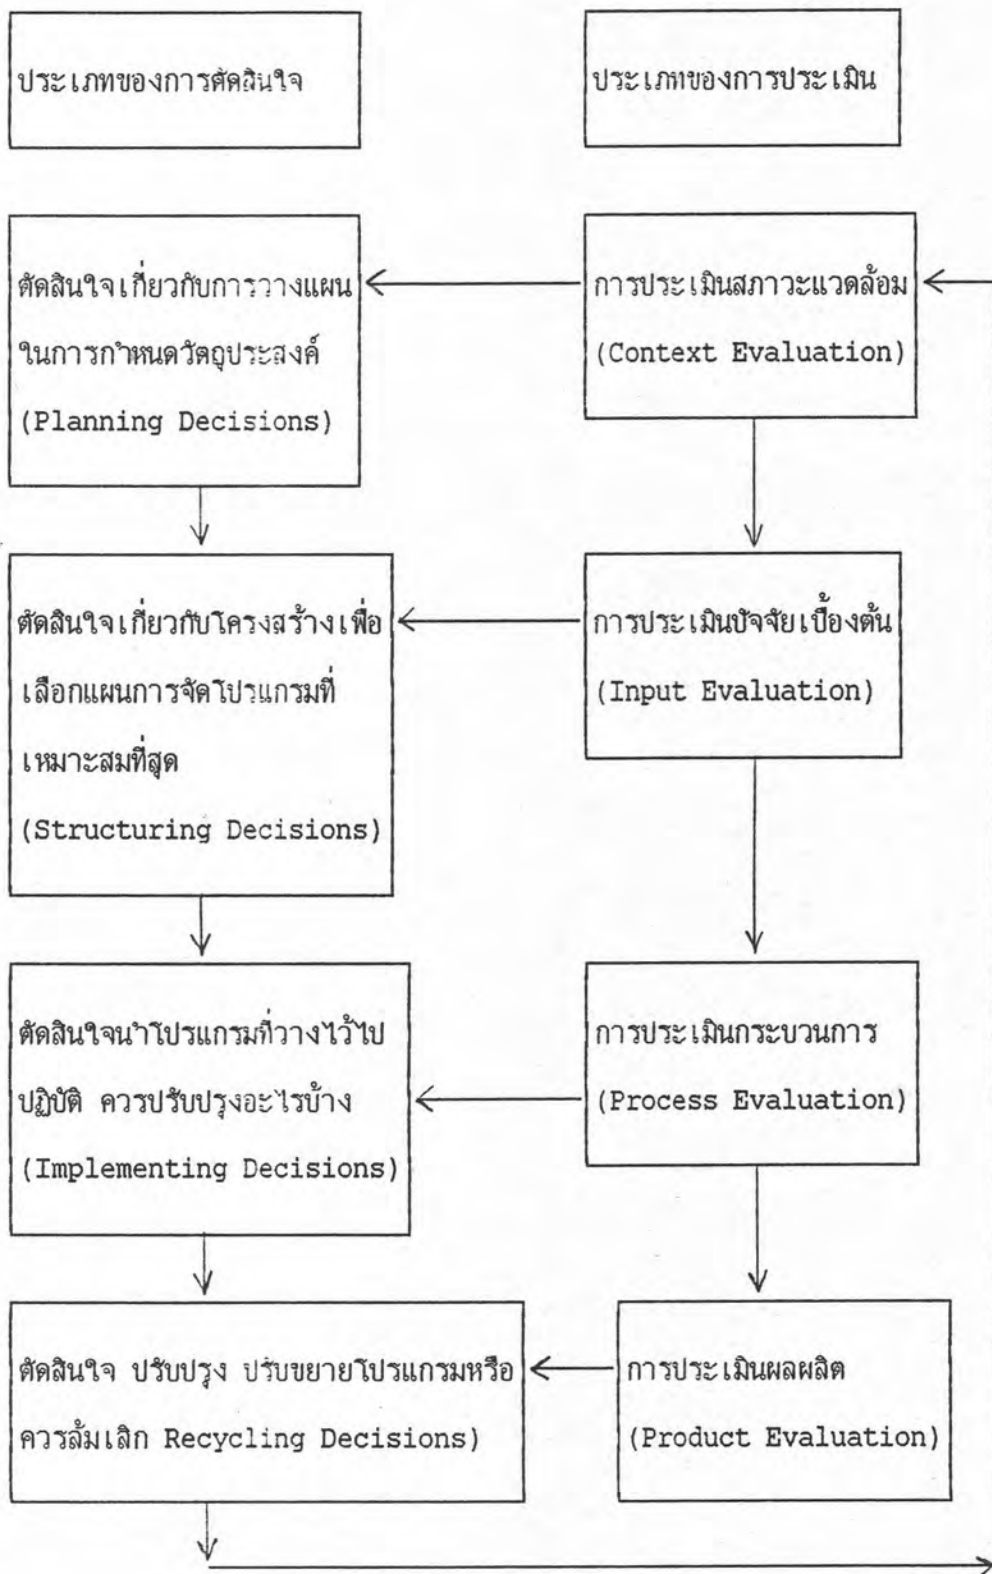 ประเภทของการตัดสินใจ
ประเภทของการประเมิน
ตัดสินใจเกี่ยวกับการวางแผน
ในการกำหนดวัตถุประสงค์
(Planning Decisions)
การประเมินสภาวะแวดล้อม
(Context Evaluation)
ตัดสินใจเกี่ยวกับโครงสร้างเพื่อ
เลือกแผนการจัดโปรแกรมที่
เหมาะสมที่สุด
(Structuring Decisions)
การประเมินปัจจัยเบื้องต้น
(Input Evaluation)
ตัดสินใจนำโปรแกรมที่วางไว้ไป
ปฏิบัติ ควรปรับปรุงอะไรบ้าง
(Implementing Decisions)
การประเมินกระบวนการ
(Process Evaluation)
ตัดสินใจ ปรับปรุง ปรับขยายโปรแกรมหรือ
ควรล้มเลิก Recycling Decisions)
การประเมินผลผลิต
(Product Evaluation)